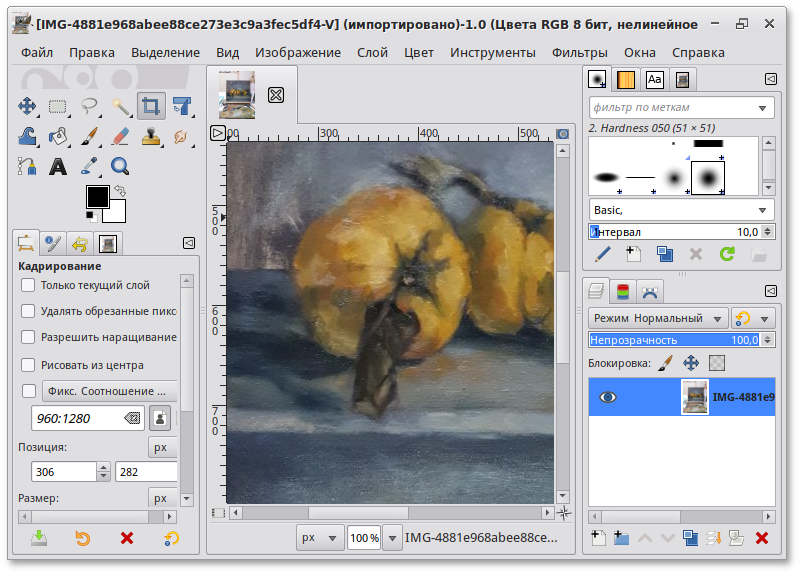 [IMG-4881e968abee88ce273e3c9a3fec5df4-V] (импортировано)-1.0 (Цвета RGB 8 бит, нелинейное
Файл Правка Выделение Вид Изображение Слой Цвет Инструменты Фильтры Окна Справка
Aa
фильтр по меткам
2. Hardness 050 (51 × 51)
Basic,
Интервал 10,0
Кадрирование
Только текущий слой
Удалять обрезанные пикс
Разрешить наращивание
Рисовать из центра
Фикс. Соотношение ...
960:1280
Позиция: px
306 282
Размер: px
00 300 400 500
500
600
700
px 100 % IMG-4881e968abee88ce...
Режим Нормальный
Непрозрачность 100,0
Блокировка:
IMG-4881e9